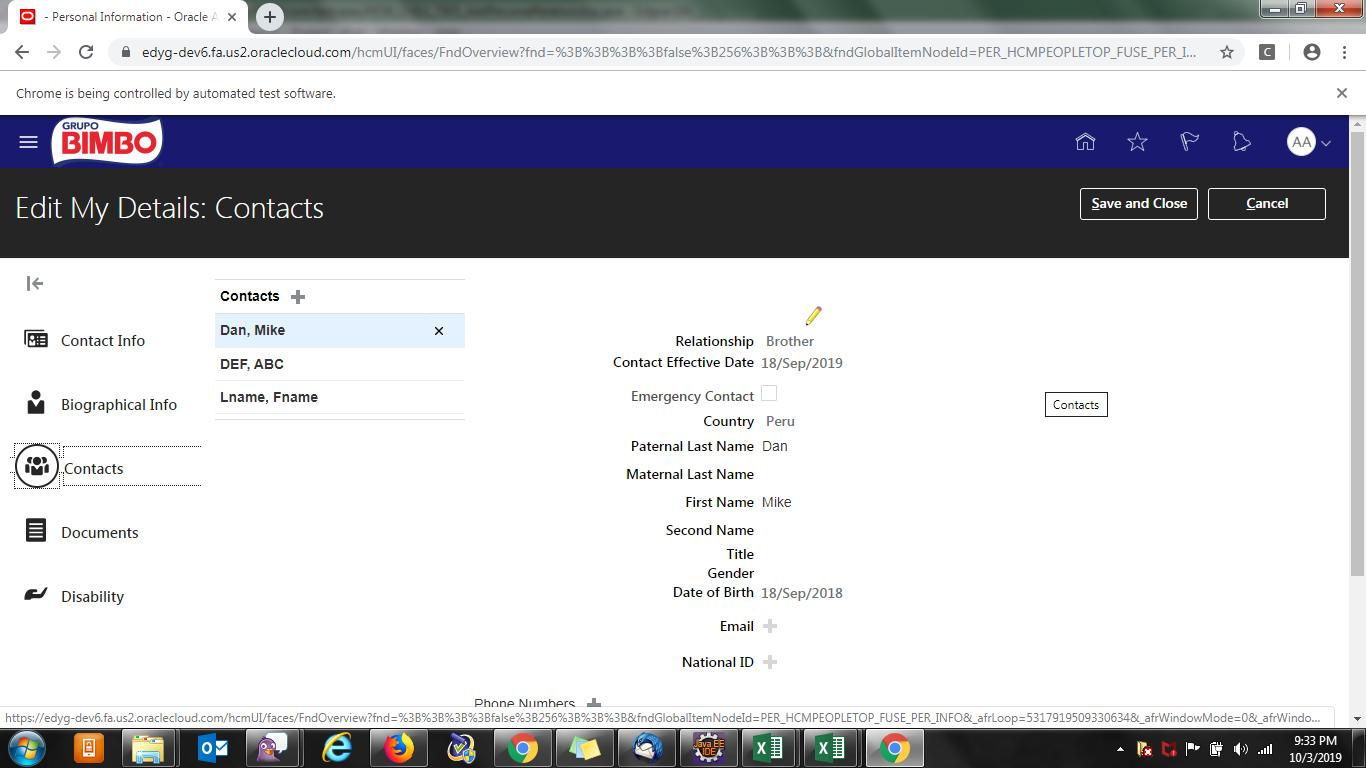 - Personal Information - Oracle A
edyg-dev6.fa.us2.oraclecloud.com/hcmUI/faces/FndOverview?fnd=%3B%3B%3B%3Bfalse%3B256%3B%3B%3B&fndGlobalItemNodeId=PER_HCMPEOPLETOP_FUSE_PER_I...
C
Chrome is being controlled by automated test software.
GRUPO
BIMBO
AA
Edit My Details: Contacts
Save and Close
Cancel
Contact Info
Biographical Info
Contacts
Documents
Disability
Contacts
Dan, Mike
DEF, ABC
Lname, Fname
Relationship Brother
Contact Effective Date 18/Sep/2019
Emergency Contact
Country Peru
Paternal Last Name Dan
Maternal Last Name
First Name Mike
Second Name
Title
Gender
Date of Birth 18/Sep/2018
Email
National ID
Phone Numbers
Contacts
https://edyg-dev6.fa.us2.oraclecloud.com/hcmUI/faces/FndOverview?fnd=%3B%3B%3B%3Bfalse%3B256%3B%3B%3B&fndGlobalItemNodeId=PER_HCMPEOPLETOP_FUSE_PER_INFO&_afrLoop=53179195093306348&_afrWindowMode=0&_afrWindo...
Java EE
IDE
9:33 PM
10/3/2019